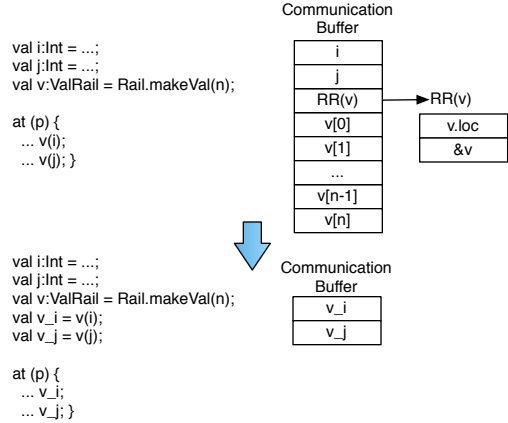 Communication
Buffer
val i:Int = ...;
val j:Int = ...;
val v:ValRail = Rail.makeVal(n);
at (p) {
... v(i);
... v(j); }
i
j
RR(v)
v[0]
v[1]
...
v[n-1]
v[n]
RR(v)
v.loc
&v
val i:Int = ...;
val j:Int = ...;
val v:ValRail = Rail.makeVal(n);
val v_i = v(i);
val v_j = v(j);
at (p) {
... v_i;
... v_j; }
Communication
Buffer
v_i
v_j